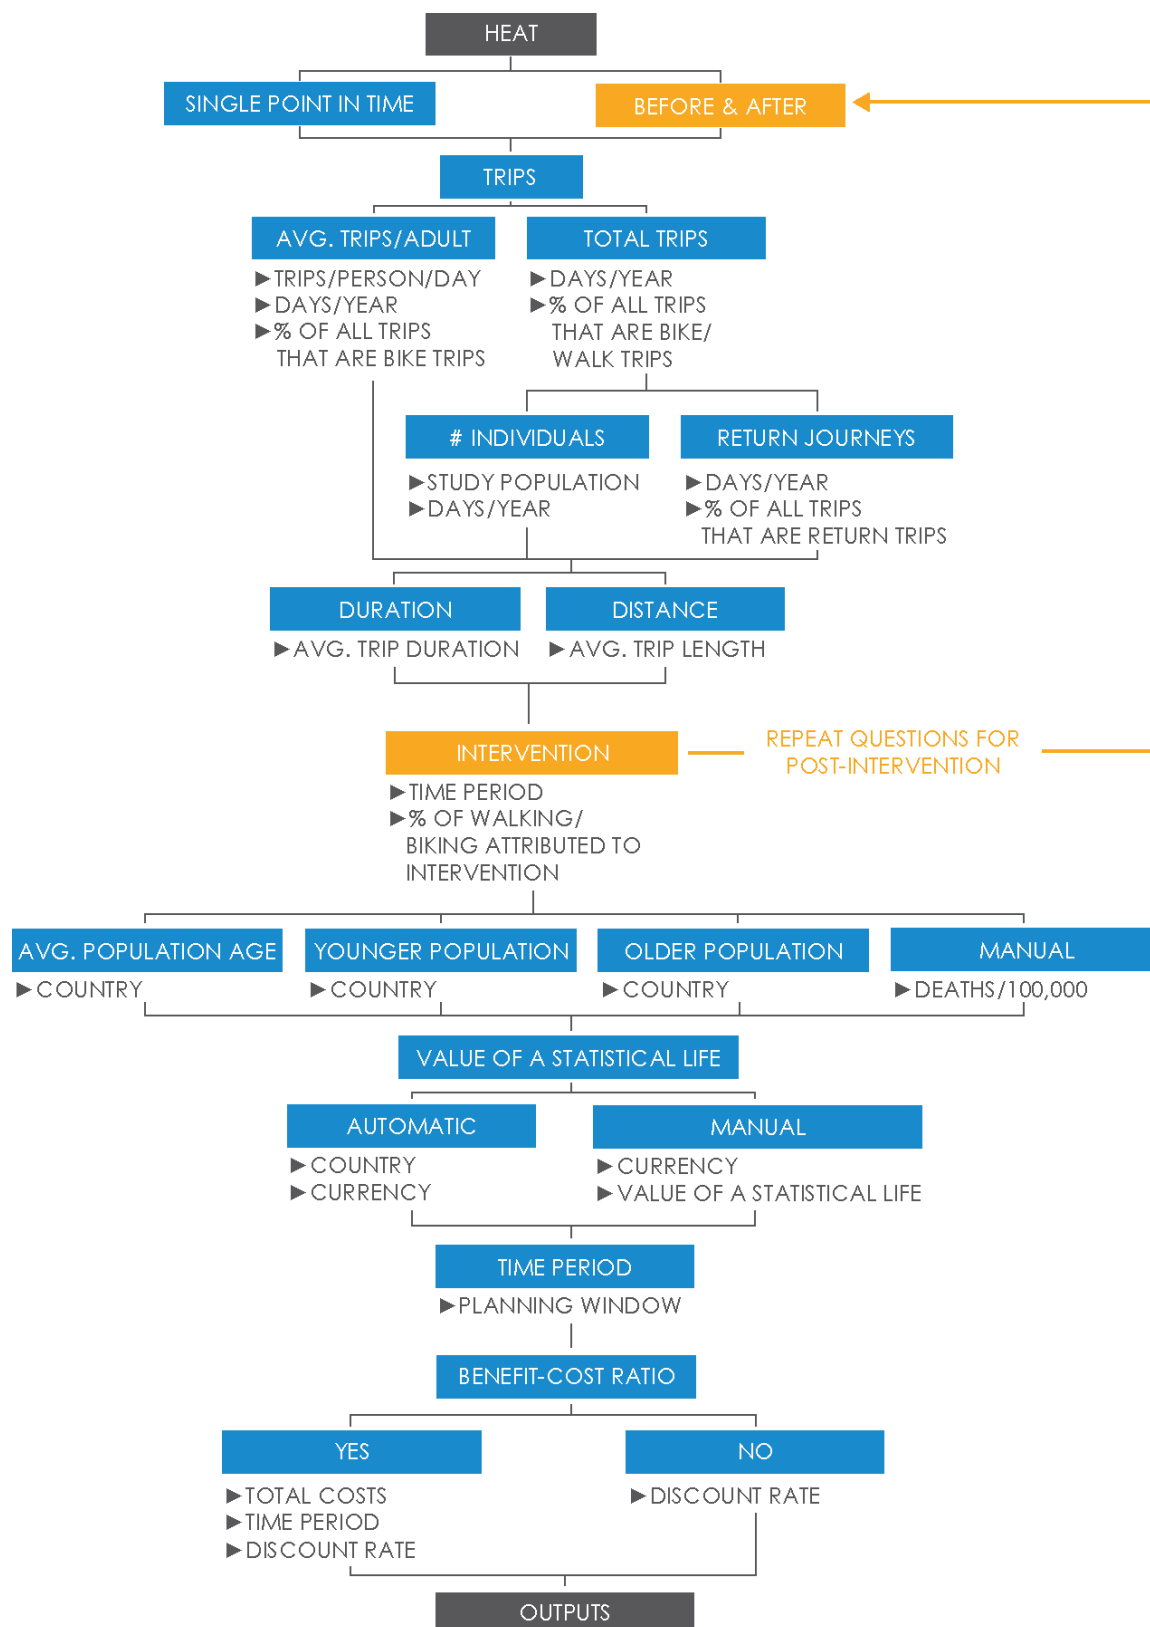 HEAT
SINGLE POINT IN TIME
BEFORE & AFTER
TRIPS
AVG. TRIPS/ADULT
►TRIPS/PERSON/DAY
►DAYS/YEAR
►% OF ALL TRIPS
THAT ARE BIKE TRIPS
TOTAL TRIPS
►DAYS/YEAR
►% OF ALL TRIPS
THAT ARE BIKE/
WALK TRIPS
# INDIVIDUALS
►STUDY POPULATION
►DAYS/YEAR
RETURN JOURNEYS
►DAYS/YEAR
►% OF ALL TRIPS
THAT ARE RETURN TRIPS
DURATION
►AVG. TRIP DURATION
DISTANCE
►AVG. TRIP LENGTH
INTERVENTION
►TIME PERIOD
►% OF WALKING/
BIKING ATTRIBUTED TO
INTERVENTION
REPEAT QUESTIONS FOR
POST-INTERVENTION
AVG. POPULATION AGE
►COUNTRY
YOUNGER POPULATION
►COUNTRY
OLDER POPULATION
►COUNTRY
MANUAL
►DEATHS/100,000
VALUE OF A STATISTICAL LIFE
AUTOMATIC
►COUNTRY
►CURRENCY
MANUAL
►CURRENCY
►VALUE OF A STATISTICAL LIFE
TIME PERIOD
►PLANNING WINDOW
BENEFIT-COST RATIO
YES
►TOTAL COSTS
►TIME PERIOD
►DISCOUNT RATE
NO
►DISCOUNT RATE
OUTPUTS